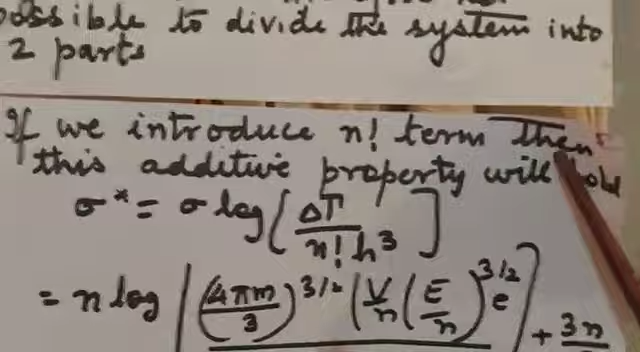 possible to divide the system into
2 parts
If we introduce n! term then
this additive property will hold
σ* = σ log [ ΔΓ / n! h³ ]
= n log [ (4πm / 3)^3/2 (V/n (E/n)^3/2 e ] + 3n